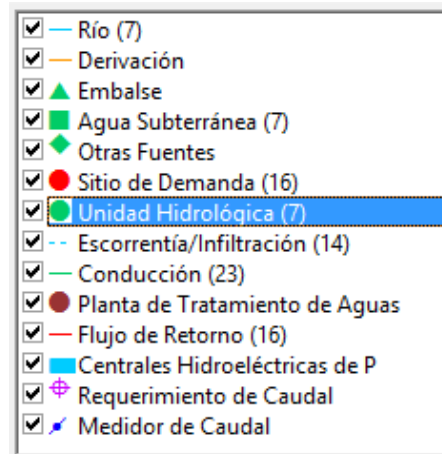 Río (7)
Derivación
Embalse
Agua Subterránea (7)
Otras Fuentes
Sitio de Demanda (16)
Unidad Hidrológica (7)
Escorrentía/Infiltración (14)
Conducción (23)
Planta de Tratamiento de Aguas
Flujo de Retorno (16)
Centrales Hidroeléctricas de P
Requerimiento de Caudal
Medidor de Caudal